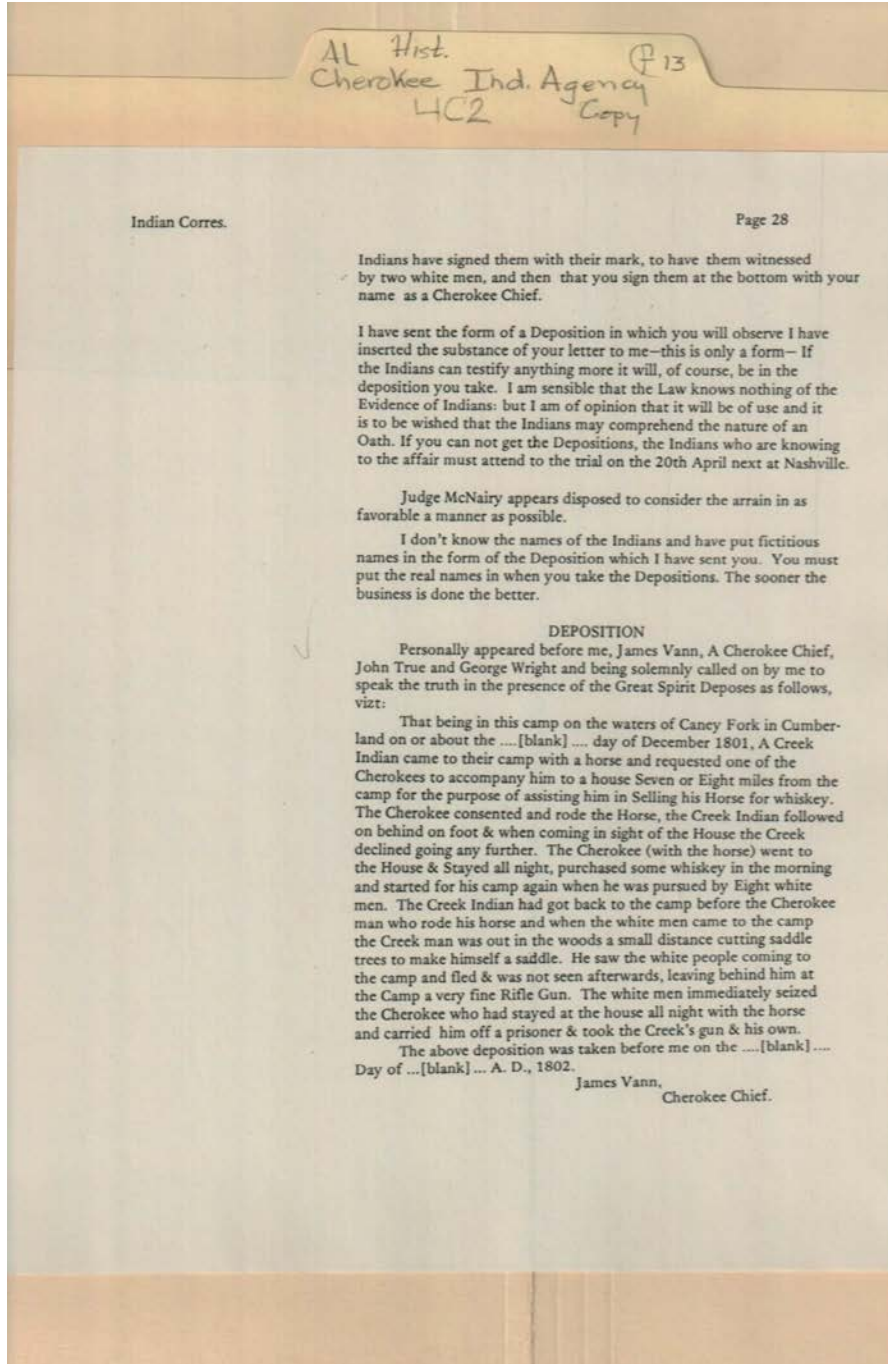 AL Hist. (F 13
Cherokee Ind. Agency
4C2 Copy
Indian Corres.
Page 28
Indians have signed them with their mark, to have them witnessed
by two white men, and then that you sign them at the bottom with your
name as a Cherokee Chief.
I have sent the form of a Deposition in which you will observe I have
inserted the substance of your letter to me—this is only a form— If
the Indians can testify anything more it will, of course, be in the
deposition you take. I am sensible that the Law knows nothing of the
Evidence of Indians: but I am of opinion that it will be of use and it
is to be wished that the Indians may comprehend the nature of an
Oath. If you can not get the Depositions, the Indians who are knowing
to the affair must attend to the trial on the 20th April next at Nashville.
Judge McNairy appears disposed to consider the arrain in as
favorable a manner as possible.
I don't know the names of the Indians and have put fictitious
names in the form of the Deposition which I have sent you. You must
put the real names in when you take the Depositions. The sooner the
business is done the better.
DEPOSITION
Personally appeared before me, James Vann, A Cherokee Chief,
John True and George Wright and being solemnly called on by me to
speak the truth in the presence of the Great Spirit Deposes as follows,
vizt:
That being in this camp on the waters of Caney Fork in Cumber-
land on or about the ....[blank] .... day of December 1801, A Creek
Indian came to their camp with a horse and requested one of the
Cherokees to accompany him to a house Seven or Eight miles from the
camp for the purpose of assisting him in Selling his Horse for whiskey.
The Cherokee consented and rode the Horse, the Creek Indian followed
on behind on foot & when coming in sight of the House the Creek
declined going any further. The Cherokee (with the horse) went to
the House & Stayed all night, purchased some whiskey in the morning
and started for his camp again when he was pursued by Eight white
men. The Creek Indian had got back to the camp before the Cherokee
man who rode his horse and when the white men came to the camp
the Creek man was out in the woods a small distance cutting saddle
trees to make himself a saddle. He saw the white people coming to
the camp and fled & was not seen afterwards, leaving behind him at
the Camp a very fine Rifle Gun. The white men immediately seized
the Cherokee who had stayed at the house all night with the horse
and carried him off a prisoner & took the Creek's gun & his own.
The above deposition was taken before me on the ....[blank] ....
Day of ...[blank] ... A. D., 1802.
James Vann,
Cherokee Chief.